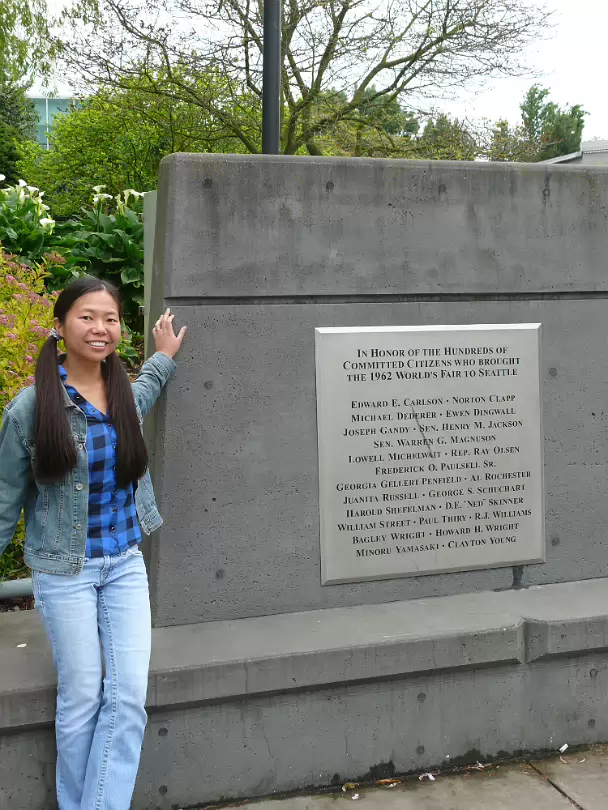 IN HONOR OF THE HUNDREDS OF
COMMITTED CITIZENS WHO BROUGHT
THE 1962 WORLD'S FAIR TO SEATTLE
EDWARD E. CARLSON · NORTON CLAPP
MICHAEL DEDERER · EWEN DINGWALL
JOSEPH GANDY · SEN. HENRY M. JACKSON
SEN. WARREN G. MAGNUSON
LOWELL MICKELWAIT · REP. RAY OLSEN
FREDERICK O. PAULSELL SR.
GEORGIA GELLERT PENFIELD · AL ROCHESTER
JUANITA RUSSELL · GEORGE S. SCHUCHART
HAROLD SHEFELMAN · D.E. "NED" SKINNER
WILLIAM STREET · PAUL THIRY · R.J. WILLIAMS
BAGLEY WRIGHT · HOWARD H. WRIGHT
MINORU YAMASAKI · CLAYTON YOUNG